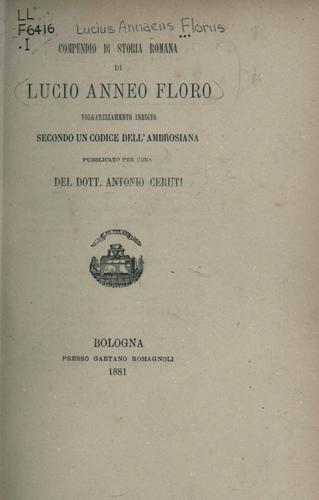 LL
F6416
.I
Lucius Annaeus Florus
COMPENDIO DI STORIA ROMANA
DI
LUCIO ANNEO FLORO
VOLGARIZZAMENTO INEDITO
SECONDO UN CODICE DELL'AMBROSIANA
PUBBLICATO PER CURA
DEL DOTT. ANTONIO CERUTI
BOLOGNA
PRESSO GAETANO ROMAGNOLI
1881